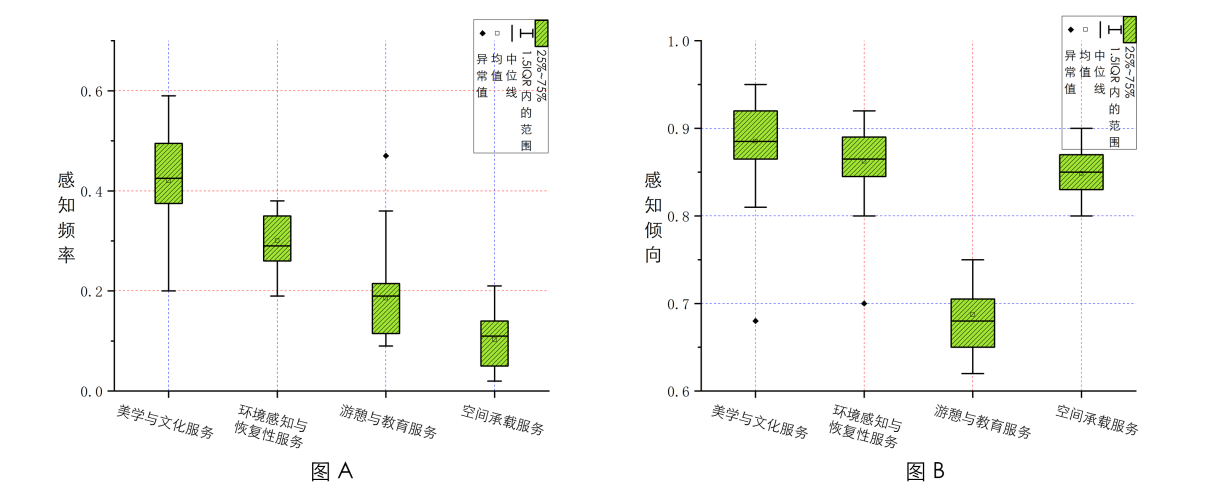 异常值
均值
中位线
1.5IQR内的范围
25%~75%
感知频率
0.6
0.4
0.2
0.0
美学与文化服务
环境感知与
恢复性服务
游憩与教育服务
空间承载服务
图 A
异常值
均值
中位线
1.5IQR内的范围
25%~75%
感知倾向
1.0
0.9
0.8
0.7
0.6
美学与文化服务
环境感知与
恢复性服务
游憩与教育服务
空间承载服务
图 B